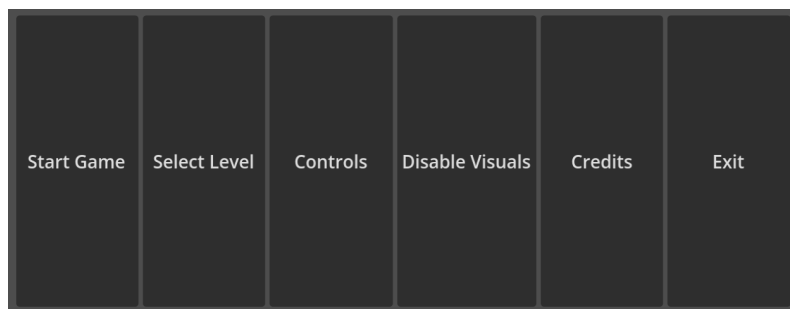 Start Game
Select Level
Controls
Disable Visuals
Credits
Exit